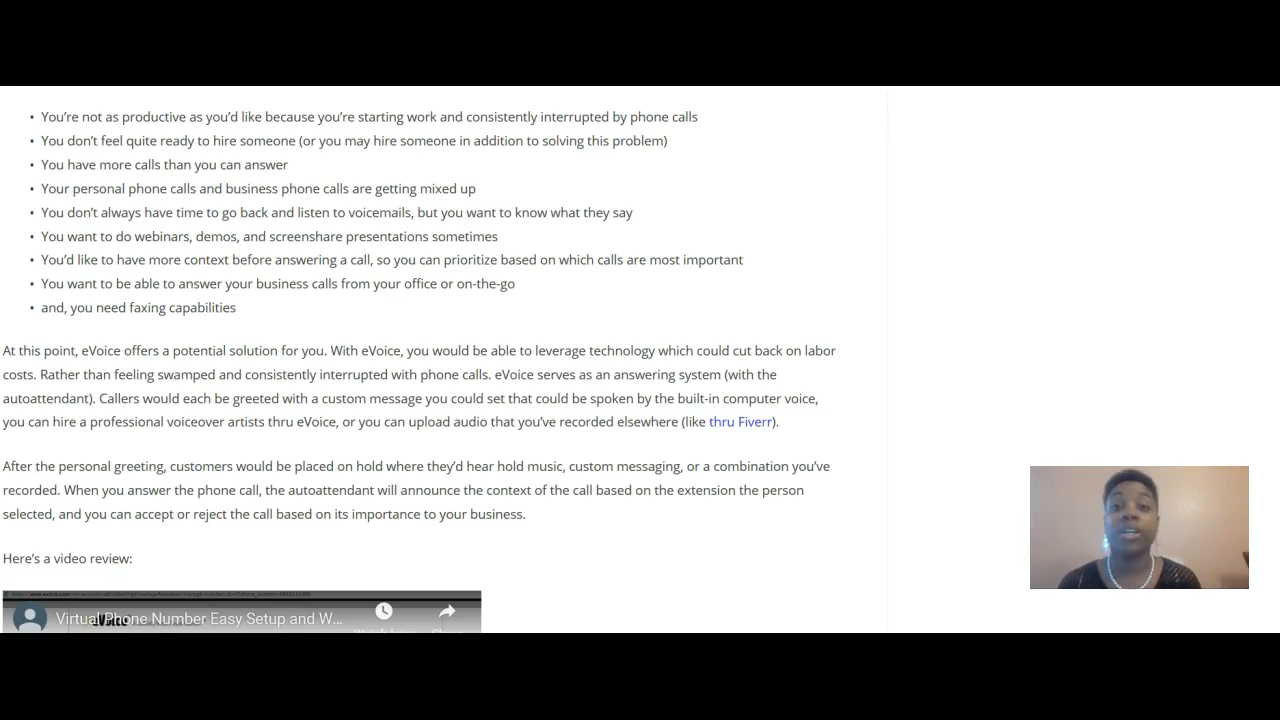 • You're not as productive as you'd like because you're starting work and consistently interrupted by phone calls
• You don't feel quite ready to hire someone (or you may hire someone in addition to solving this problem)
• You have more calls than you can answer
• Your personal phone calls and business phone calls are getting mixed up
• You don't always have time to go back and listen to voicemails, but you want to know what they say
• You want to do webinars, demos, and screenshare presentations sometimes
• You'd like to have more context before answering a call, so you can prioritize based on which calls are most important
• You want to be able to answer your business calls from your office or on-the-go
• and, you need faxing capabilities
At this point, eVoice offers a potential solution for you. With eVoice, you would be able to leverage technology which could cut back on labor
costs. Rather than feeling swamped and consistently interrupted with phone calls. eVoice serves as an answering system (with the
autoattendant). Callers would each be greeted with a custom message you could set that could be spoken by the built-in computer voice,
you can hire a professional voiceover artists thru eVoice, or you can upload audio that you've recorded elsewhere (like thru Fiverr).
After the personal greeting, customers would be placed on hold where they'd hear hold music, custom messaging, or a combination you've
recorded. When you answer the phone call, the autoattendant will announce the context of the call based on the extension the person
selected, and you can accept or reject the call based on its importance to your business.
Here's a video review:
Virtual Phone Number Easy Setup and W...
eVoice